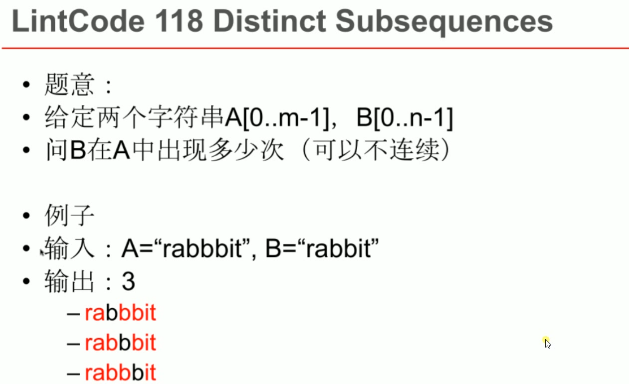 LintCode 118 Distinct Subsequences
• 题意：
• 给定两个字符串A[0..m-1]，B[0..n-1]
• 问B在A中出现多少次（可以不连续）
• 例子
• 输入：A=“rabbbit”, B=“rabbit”
• 输出：3
– rabbbit
– rabbbit
– rabbbit